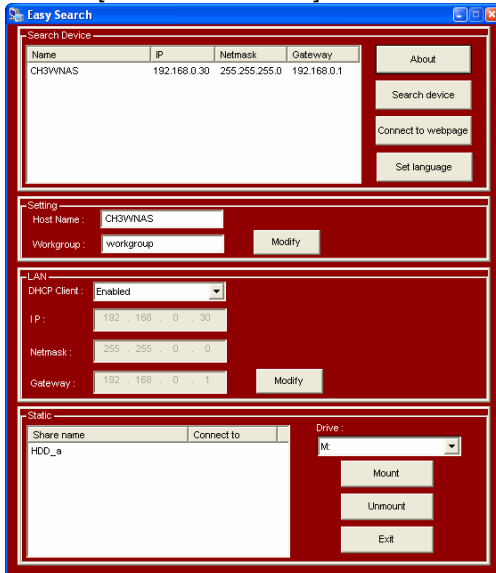 Easy Search
Search Device
Name IP Netmask Gateway
CH3WNAS 192.168.0.30 255.255.255.0 192.168.0.1
About
Search device
Connect to webpage
Set language
Setting
Host Name : CH3WNAS
Workgroup : workgroup
Modify
LAN
DHCP Client : Enabled
IP : 192 . 168 . 0 . 30
Netmask : 255 . 255 . 0 . 0
Gateway : 192 . 168 . 0 . 1
Modify
Static
Share name Connect to
HDD_a
Drive :
M:
Mount
Unmount
Exit